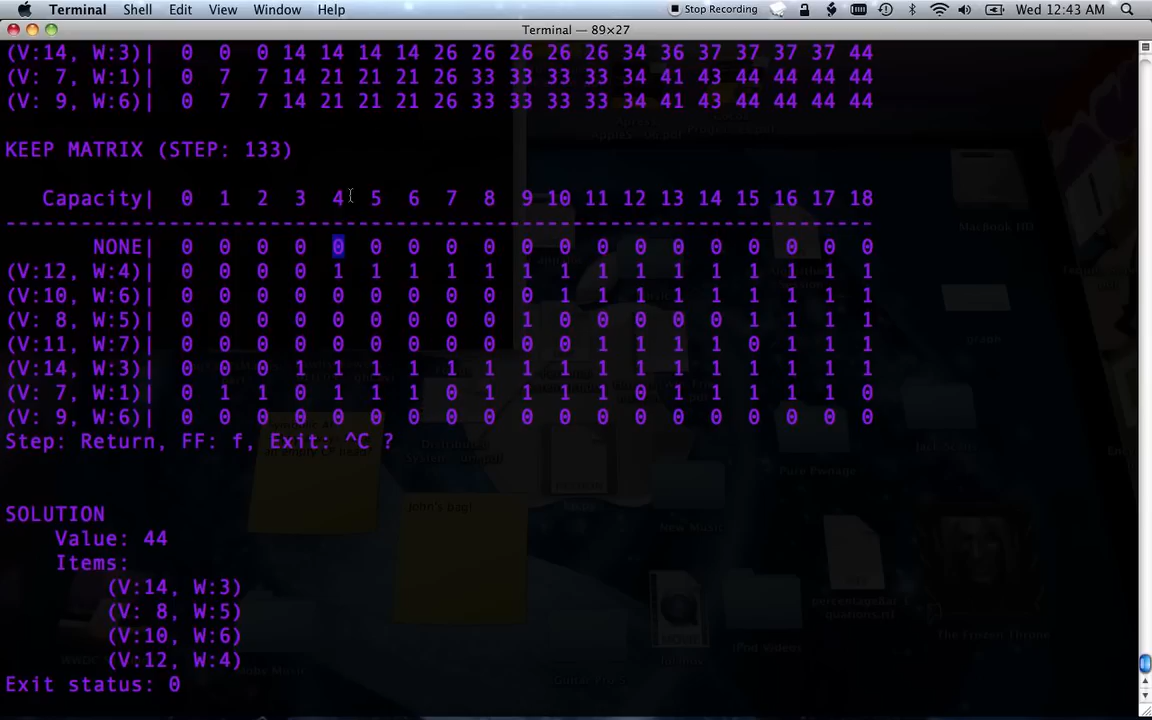 Terminal Shell Edit View Window Help Stop Recording Wed 12:43 AM
Terminal — 89×27
(V:14, W:3)| 0 0 0 14 14 14 14 26 26 26 26 26 34 36 37 37 37 37 44
(V: 7, W:1)| 0 7 7 14 21 21 21 26 33 33 33 33 34 41 43 44 44 44 44
(V: 9, W:6)| 0 7 7 14 21 21 21 26 33 33 33 33 34 41 43 44 44 44 44
KEEP MATRIX (STEP: 133)
Capacity| 0 1 2 3 4 5 6 7 8 9 10 11 12 13 14 15 16 17 18
-----------------------------------------------------------------------
NONE| 0 0 0 0 0 0 0 0 0 0 0 0 0 0 0 0 0 0 0
(V:12, W:4)| 0 0 0 0 1 1 1 1 1 1 1 1 1 1 1 1 1 1 1
(V:10, W:6)| 0 0 0 0 0 0 0 0 0 0 1 1 1 1 1 1 1 1 1
(V: 8, W:5)| 0 0 0 0 0 0 0 0 0 1 0 0 0 0 0 1 1 1 1
(V:11, W:7)| 0 0 0 0 0 0 0 0 0 0 0 1 1 1 1 0 1 1 1
(V:14, W:3)| 0 0 0 1 1 1 1 1 1 1 1 1 1 1 1 1 1 1 1
(V: 7, W:1)| 0 1 1 0 1 1 1 0 1 1 1 1 0 1 1 1 1 1 0
(V: 9, W:6)| 0 0 0 0 0 0 0 0 0 0 0 0 0 0 0 0 0 0 0
Step: Return, FF: f, Exit: ^C ?
SOLUTION
Value: 44
Items:
(V:14, W:3)
(V: 8, W:5)
(V:10, W:6)
(V:12, W:4)
Exit status: 0
MacBook HD
john's bag!
New Music
Pure Pwnage
The Frozen Throne
iPod Videos